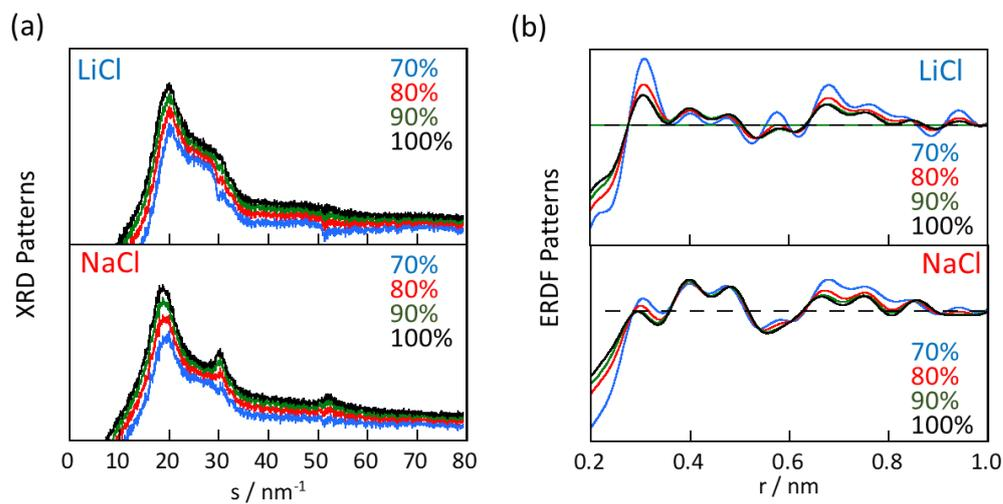 (a)
XRD Patterns
LiCl
70%
80%
90%
100%
NaCl
70%
80%
90%
100%
0 10 20 30 40 50 60 70 80
s / nm-1
(b)
ERDF Patterns
LiCl
70%
80%
90%
100%
NaCl
70%
80%
90%
100%
0.2 0.4 0.6 0.8 1.0
r / nm